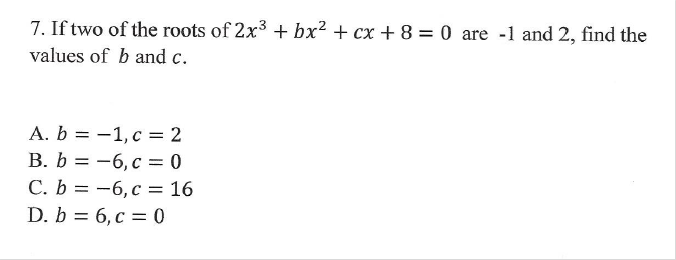 7. If two of the roots of 2x³ + bx² + cx + 8 = 0 are -1 and 2, find the
values of b and c.
A. b = −1, c = 2
B. b = −6, c = 0
C. b = −6, c = 16
D. b = 6, c = 0